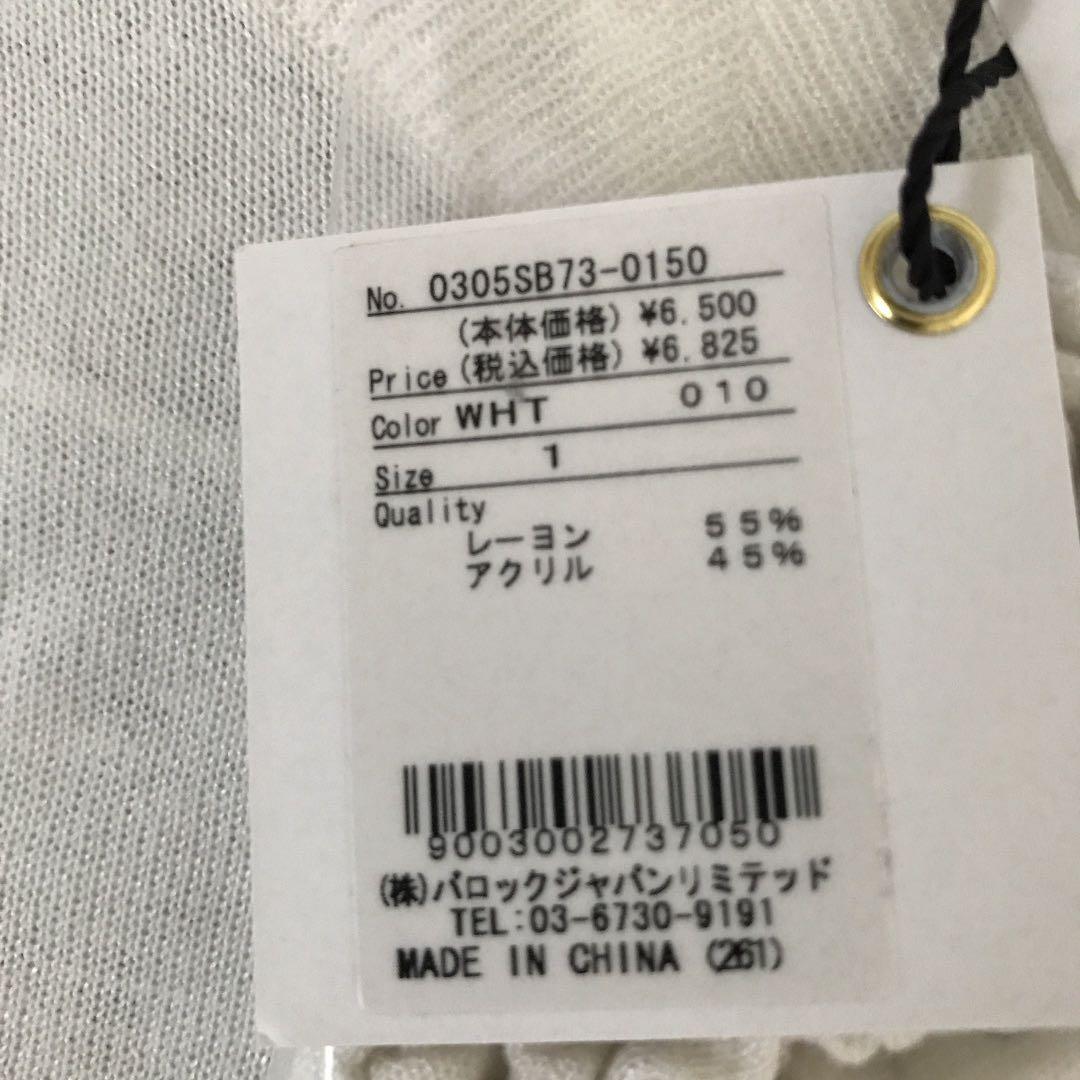 No. 0305SB73-0150
(本体価格) ¥6.500
Price (税込価格) ¥6.825
Color WHT 010
Size 1
Quality
レーヨン 55%
アクリル 45%
9003002737050
(株)バロックジャパンリミテッド
TEL:03-6730-9191
MADE IN CHINA (261)